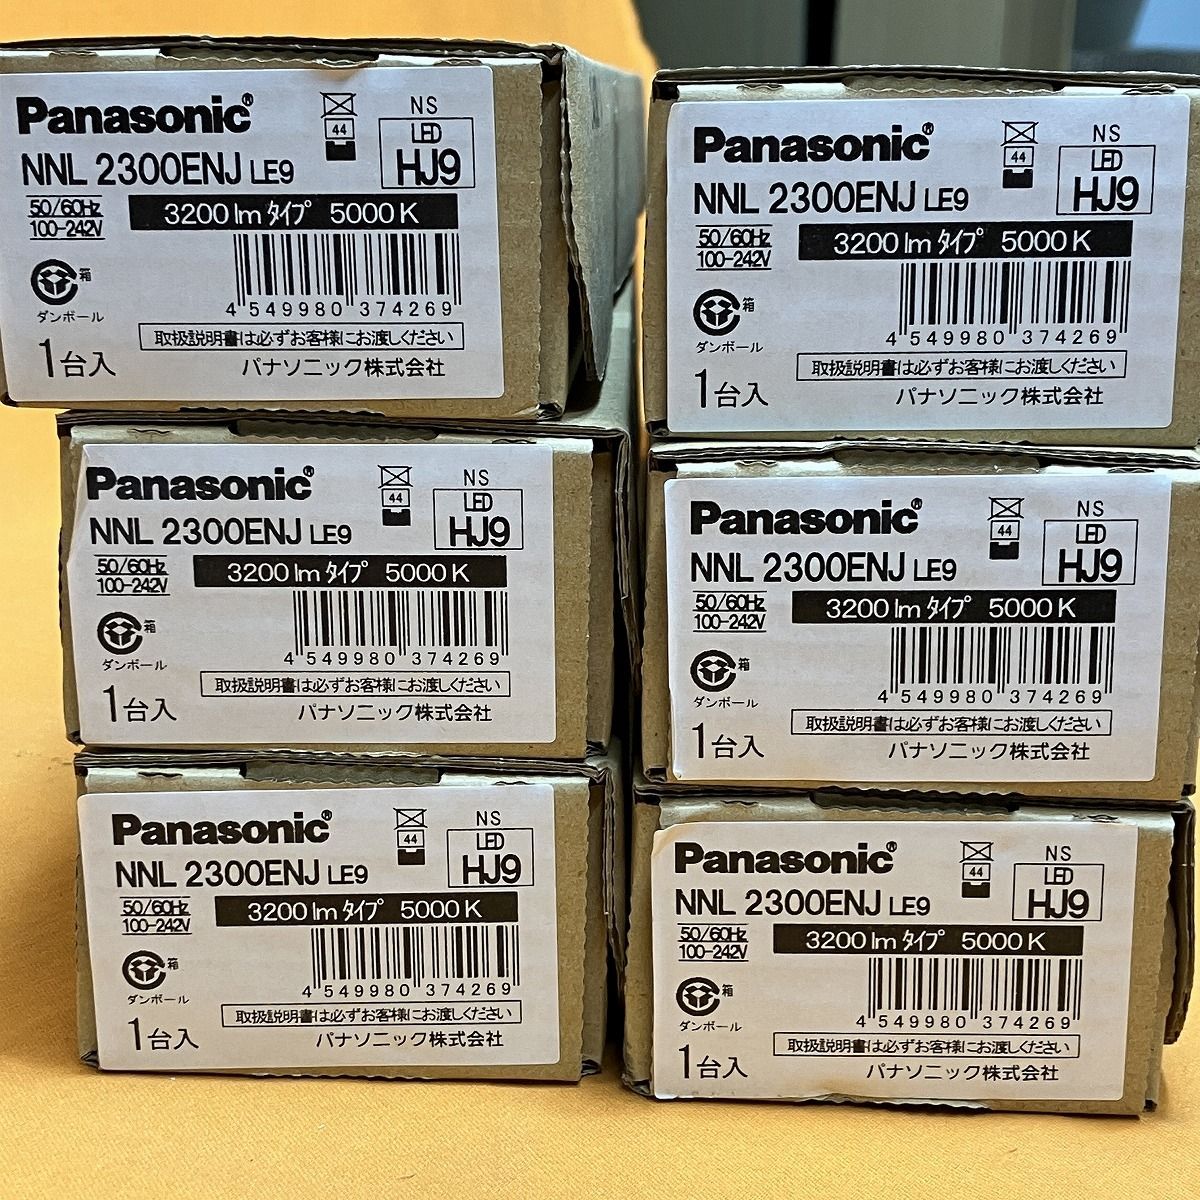 Panasonic®
NNL 2300ENJ LE9
44
NS
LED
HJ9
50/60Hz
100-242V
3200 lm ﾀｲﾌﾟ 5000K
4 549980 374269
箱
ダンボール
取扱説明書は必ずお客様にお渡しください
1台入
パナソニック株式会社
Panasonic®
NNL 2300ENJ LE9
44
NS
LED
HJ9
50/60Hz
100-242V
3200 lm ﾀｲﾌﾟ 5000K
4 549980 374269
箱
ダンボール
取扱説明書は必ずお客様にお渡しください
1台入
パナソニック株式会社
Panasonic®
NNL 2300ENJ LE9
44
NS
LED
HJ9
50/60Hz
100-242V
3200 lm ﾀｲﾌﾟ 5000K
4 549980 374269
箱
ダンボール
取扱説明書は必ずお客様にお渡しください
1台入
パナソニック株式会社
Panasonic®
NNL 2300ENJ LE9
44
NS
LED
HJ9
50/60Hz
100-242V
3200 lm ﾀｲﾌﾟ 5000K
4 549980 374269
箱
ダンボール
取扱説明書は必ずお客様にお渡しください
1台入
パナソニック株式会社
Panasonic®
NNL 2300ENJ LE9
44
NS
LED
HJ9
50/60Hz
100-242V
3200 lm ﾀｲﾌﾟ 5000K
4 549980 374269
箱
ダンボール
取扱説明書は必ずお客様にお渡しください
1台入
パナソニック株式会社
Panasonic®
NNL 2300ENJ LE9
44
NS
LED
HJ9
50/60Hz
100-242V
3200 lm ﾀｲﾌﾟ 5000K
4 549980 374269
箱
ダンボール
取扱説明書は必ずお客様にお渡しください
1台入
パナソニック株式会社